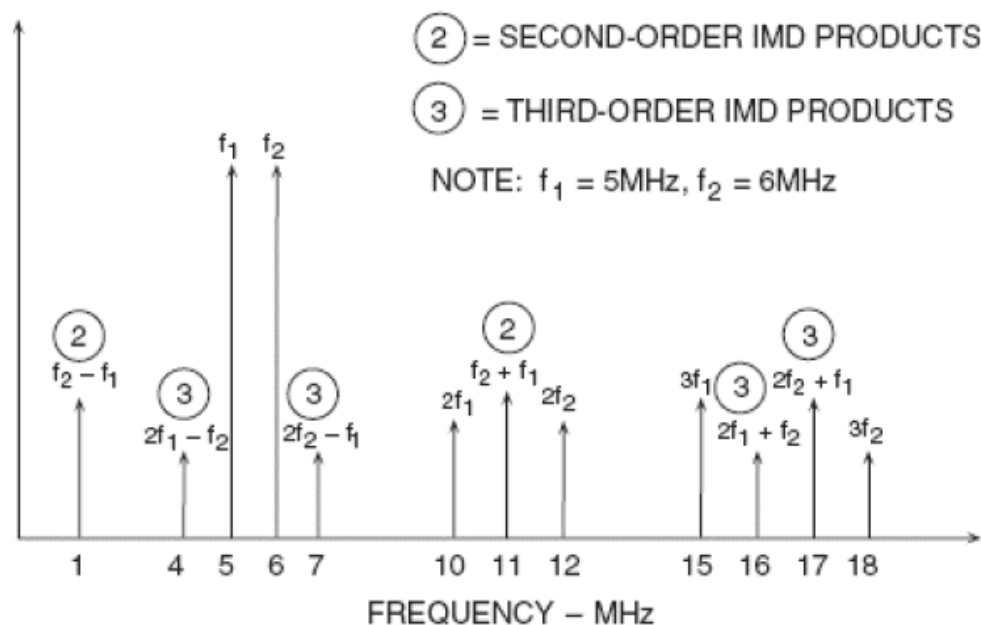 ② = SECOND-ORDER IMD PRODUCTS
③ = THIRD-ORDER IMD PRODUCTS
NOTE: f₁ = 5MHz, f₂ = 6MHz
f₁ f₂
②
f₂ – f₁
③
2f₁ – f₂
③
2f₂ – f₁
2f₁
②
f₂ + f₁
2f₂
3f₁
③
2f₁ + f₂
③
2f₂ + f₁
3f₂
1 4 5 6 7 10 11 12 15 16 17 18
FREQUENCY – MHz